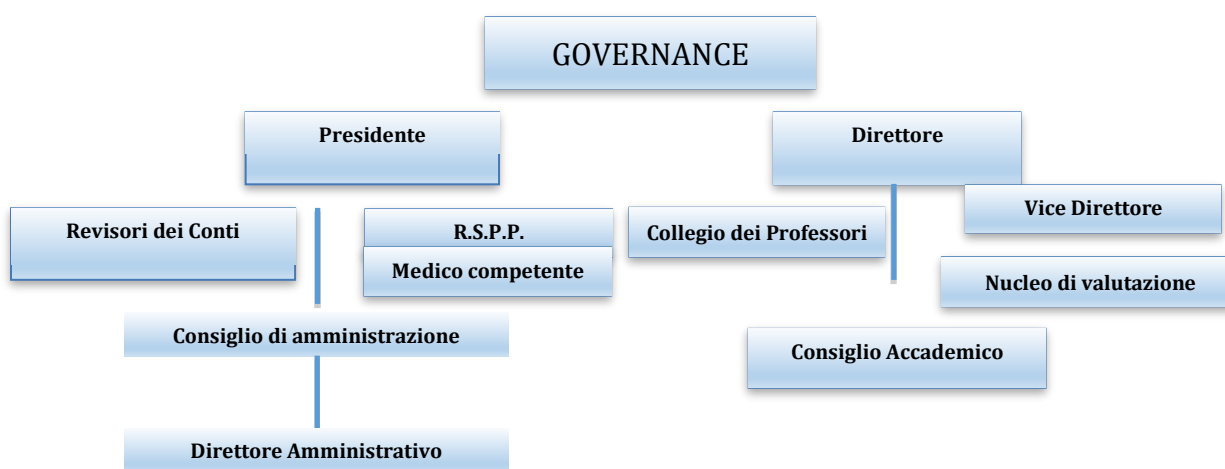 GOVERNANCE
Presidente
Direttore
Revisori dei Conti
R.S.P.P.
Medico competente
Collegio dei Professori
Vice Direttore
Nucleo di valutazione
Consiglio di amministrazione
Consiglio Accademico
Direttore Amministrativo